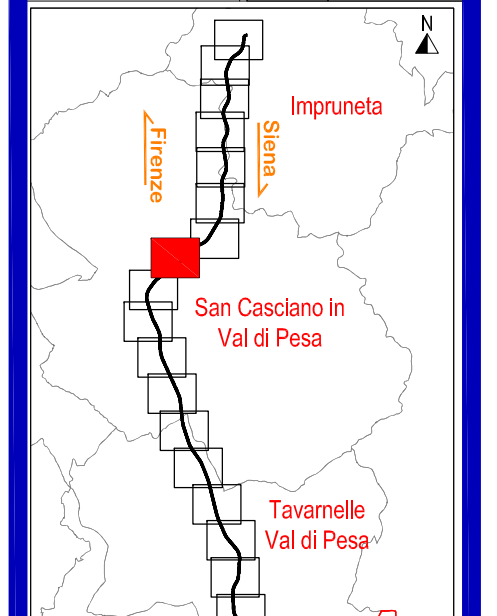 N
Impruneta
Firenze
Siena
San Casciano in
Val di Pesa
Tavarnelle
Val di Pesa